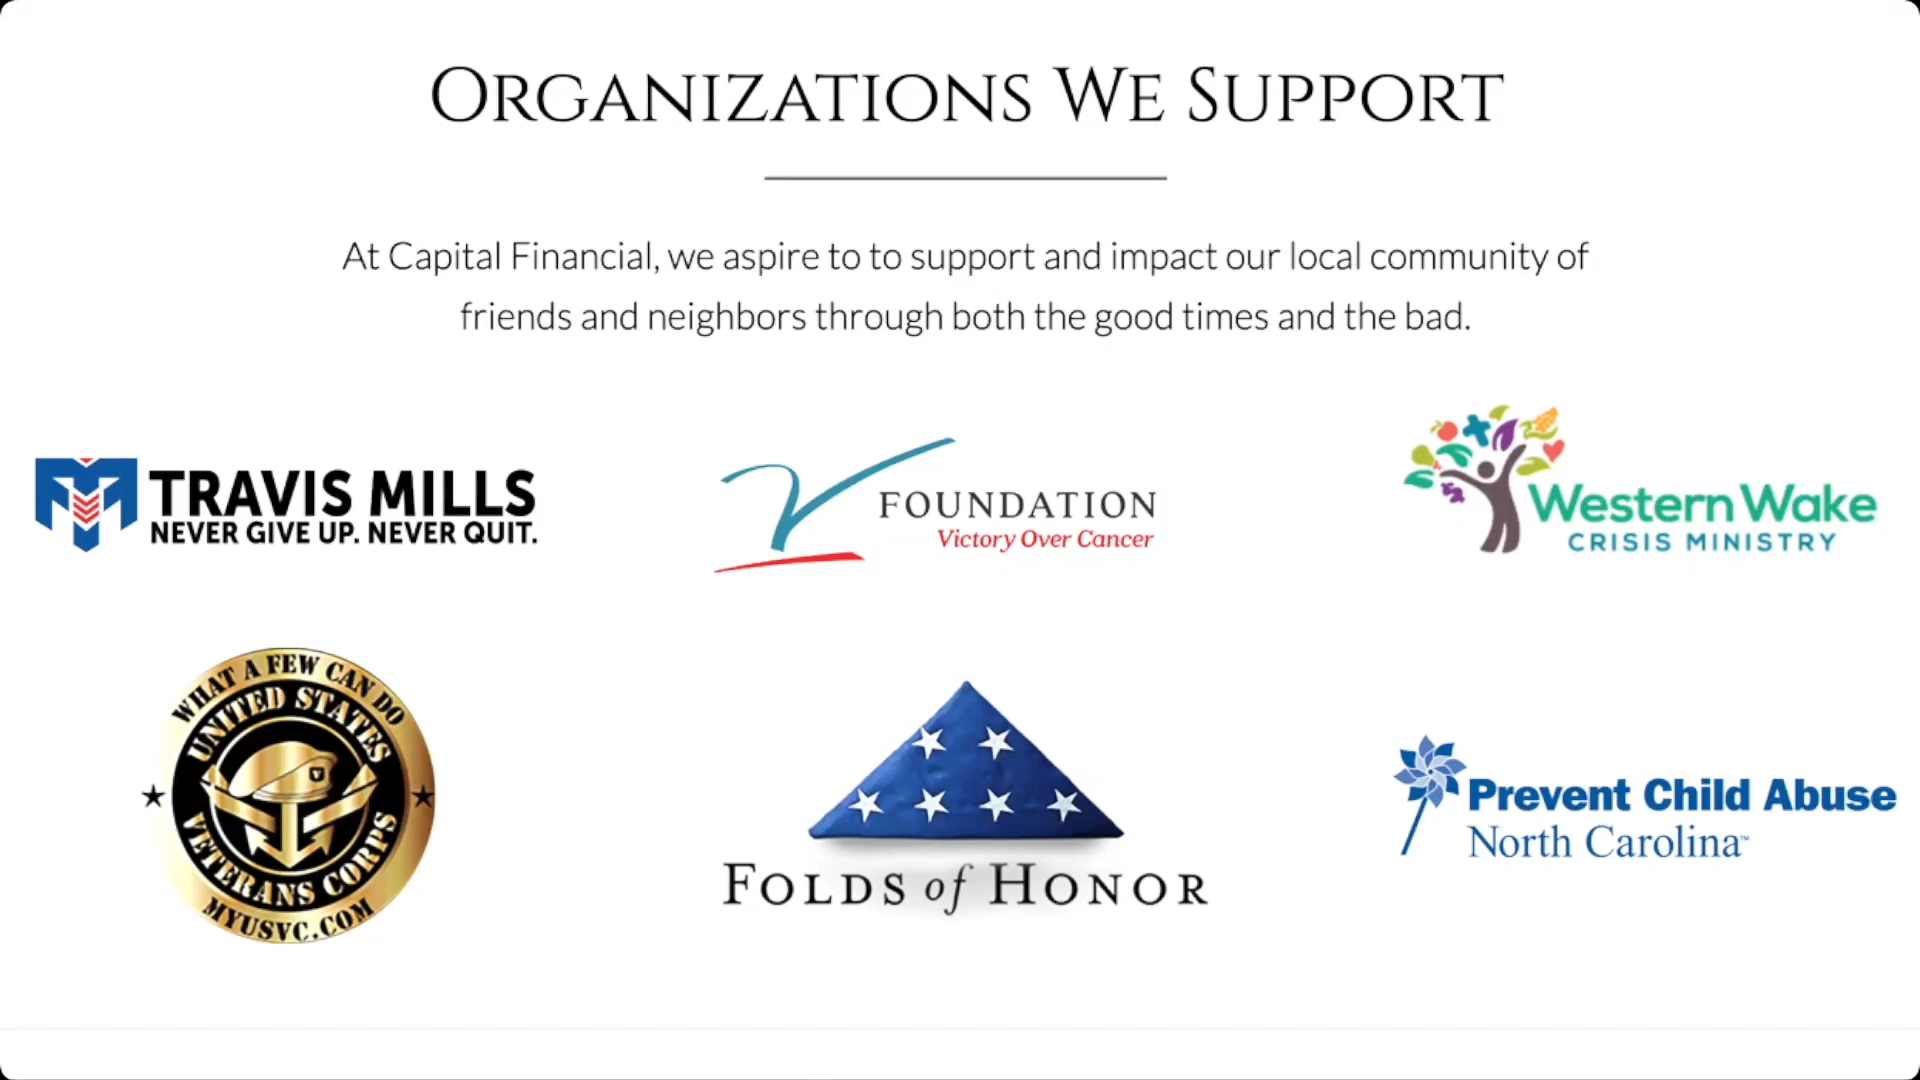 ORGANIZATIONS WE SUPPORT
At Capital Financial, we aspire to to support and impact our local community of
friends and neighbors through both the good times and the bad.
TRAVIS MILLS
NEVER GIVE UP. NEVER QUIT.
V FOUNDATION
Victory Over Cancer
Western Wake
CRISIS MINISTRY
WHAT A FEW CAN DO
UNITED STATES
VETERANS CORPS
MYUSVC.COM
FOLDS of HONOR
Prevent Child Abuse
North Carolina™